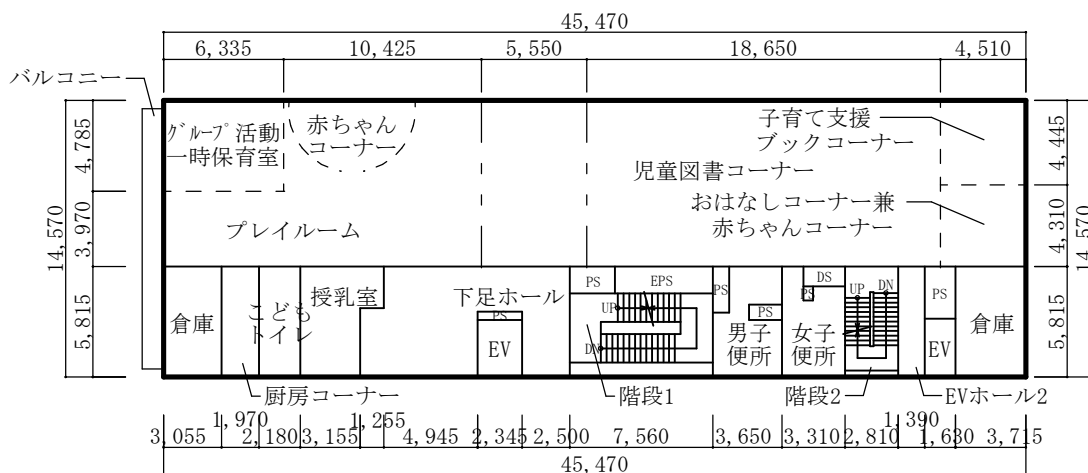 45,470
6,335
10,425
5,550
18,650
4,510
バルコニー
グループ活動
一時保育室
赤ちゃん
コーナー
子育て支援
ブックコーナー
児童図書コーナー
おはなしコーナー兼
赤ちゃんコーナー
プレイルーム
14,570
4,785
3,970
5,815
4,445
4,310
5,815
14,570
倉庫
こども
トイレ
授乳室
下足ホール
PS
EV
PS
EPS
UP
DN
PS
PS
男子
便所
PS
DS
女子
便所
UP
DN
PS
EV
倉庫
厨房コーナー
階段1
階段2
EVホール2
1,970
1,255
1,390
3,055
2,180
3,155
4,945
2,345
2,500
7,560
3,650
3,310
2,810
1,630
3,715
45,470